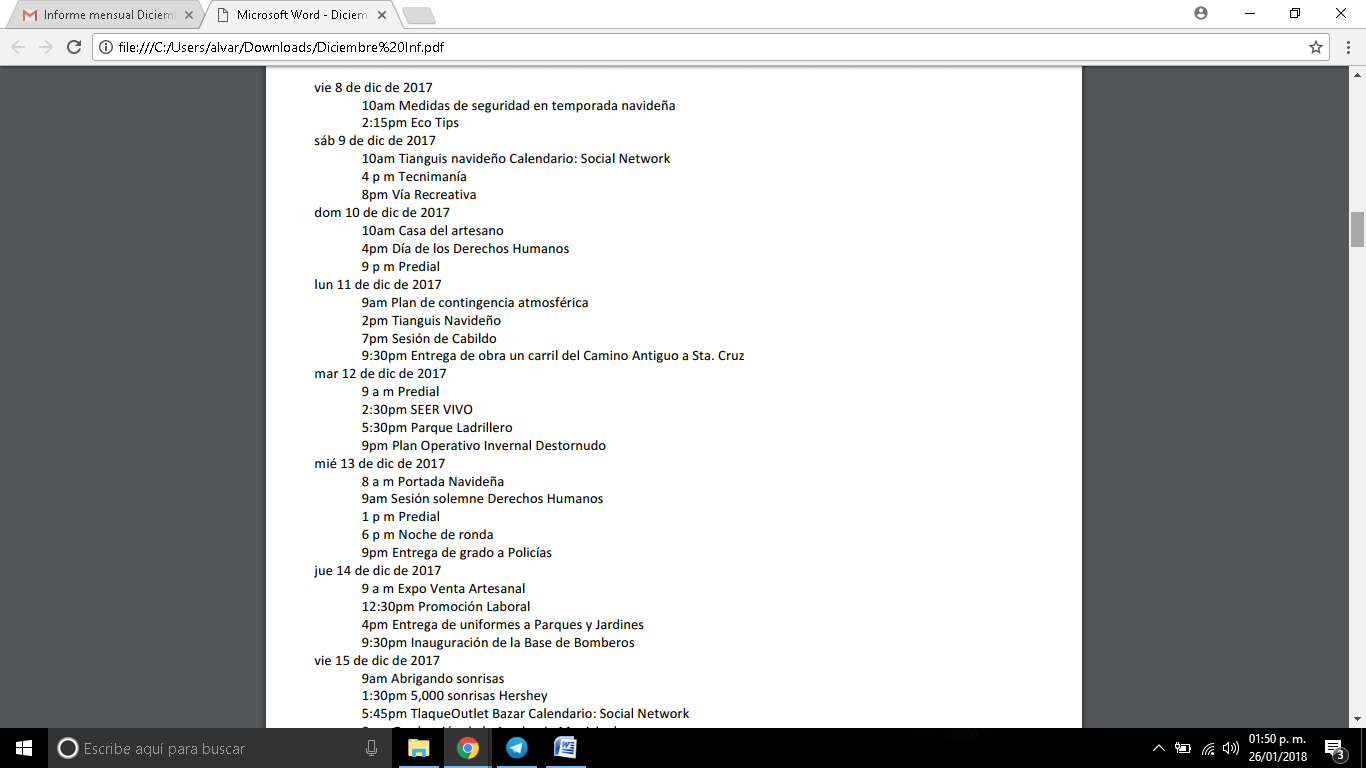 Informe mensual Diciem
Microsoft Word - Diciem
file:///C:/Users/alvar/Downloads/Diciembre%20Inf.pdf
vie 8 de dic de 2017
10am Medidas de seguridad en temporada navideña
2:15pm Eco Tips
sáb 9 de dic de 2017
10am Tianguis navideño Calendario: Social Network
4 p m Tecnimanía
8pm Vía Recreativa
dom 10 de dic de 2017
10am Casa del artesano
4pm Día de los Derechos Humanos
9 p m Predial
lun 11 de dic de 2017
9am Plan de contingencia atmosférica
2pm Tianguis Navideño
7pm Sesión de Cabildo
9:30pm Entrega de obra un carril del Camino Antiguo a Sta. Cruz
mar 12 de dic de 2017
9 a m Predial
2:30pm SEER VIVO
5:30pm Parque Ladrillero
9pm Plan Operativo Invernal Destornudo
mié 13 de dic de 2017
8 a m Portada Navideña
9am Sesión solemne Derechos Humanos
1 p m Predial
6 p m Noche de ronda
9pm Entrega de grado a Policías
jue 14 de dic de 2017
9 a m Expo Venta Artesanal
12:30pm Promoción Laboral
4pm Entrega de uniformes a Parques y Jardines
9:30pm Inauguración de la Base de Bomberos
vie 15 de dic de 2017
9am Abrigando sonrisas
1:30pm 5,000 sonrisas Hershey
5:45pm TlaqueOutlet Bazar Calendario: Social Network
Escribe aquí para buscar
01:50 p. m.
26/01/2018
3